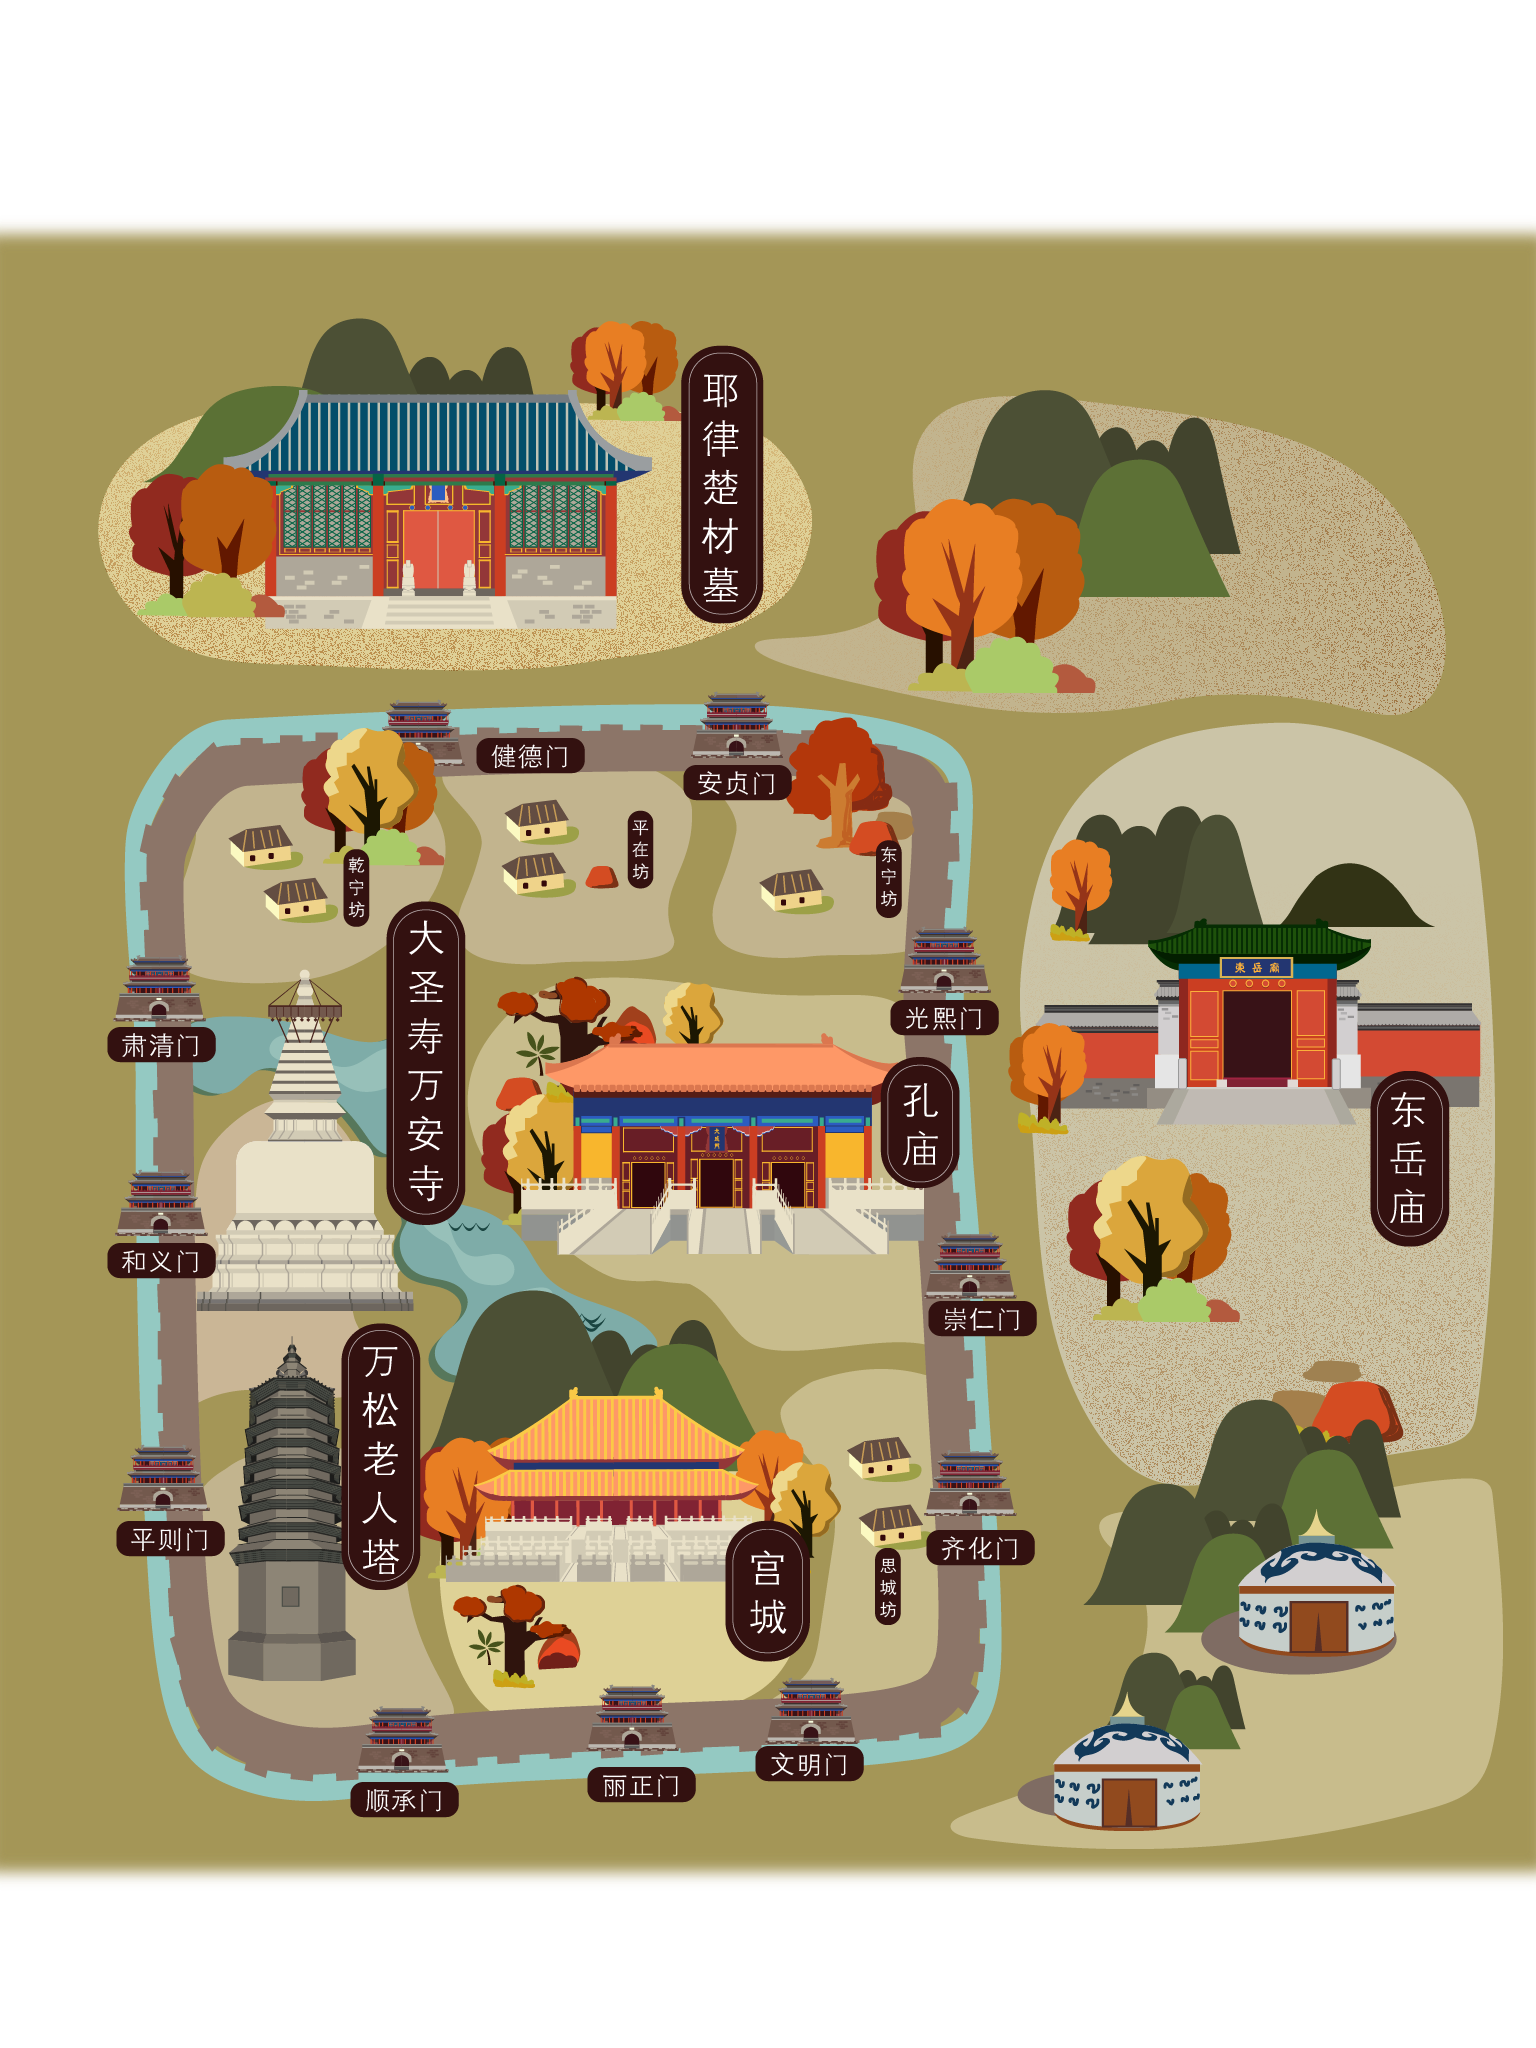 耶律楚材墓
健德门
安贞门
乾宁坊
平在坊
东宁坊
大圣寿万安寺
東岳廟
光熙门
肃清门
孔庙
大成門
东岳庙
和义门
崇仁门
万松老人塔
平则门
宫城
思城坊
齐化门
顺承门
丽正门
文明门